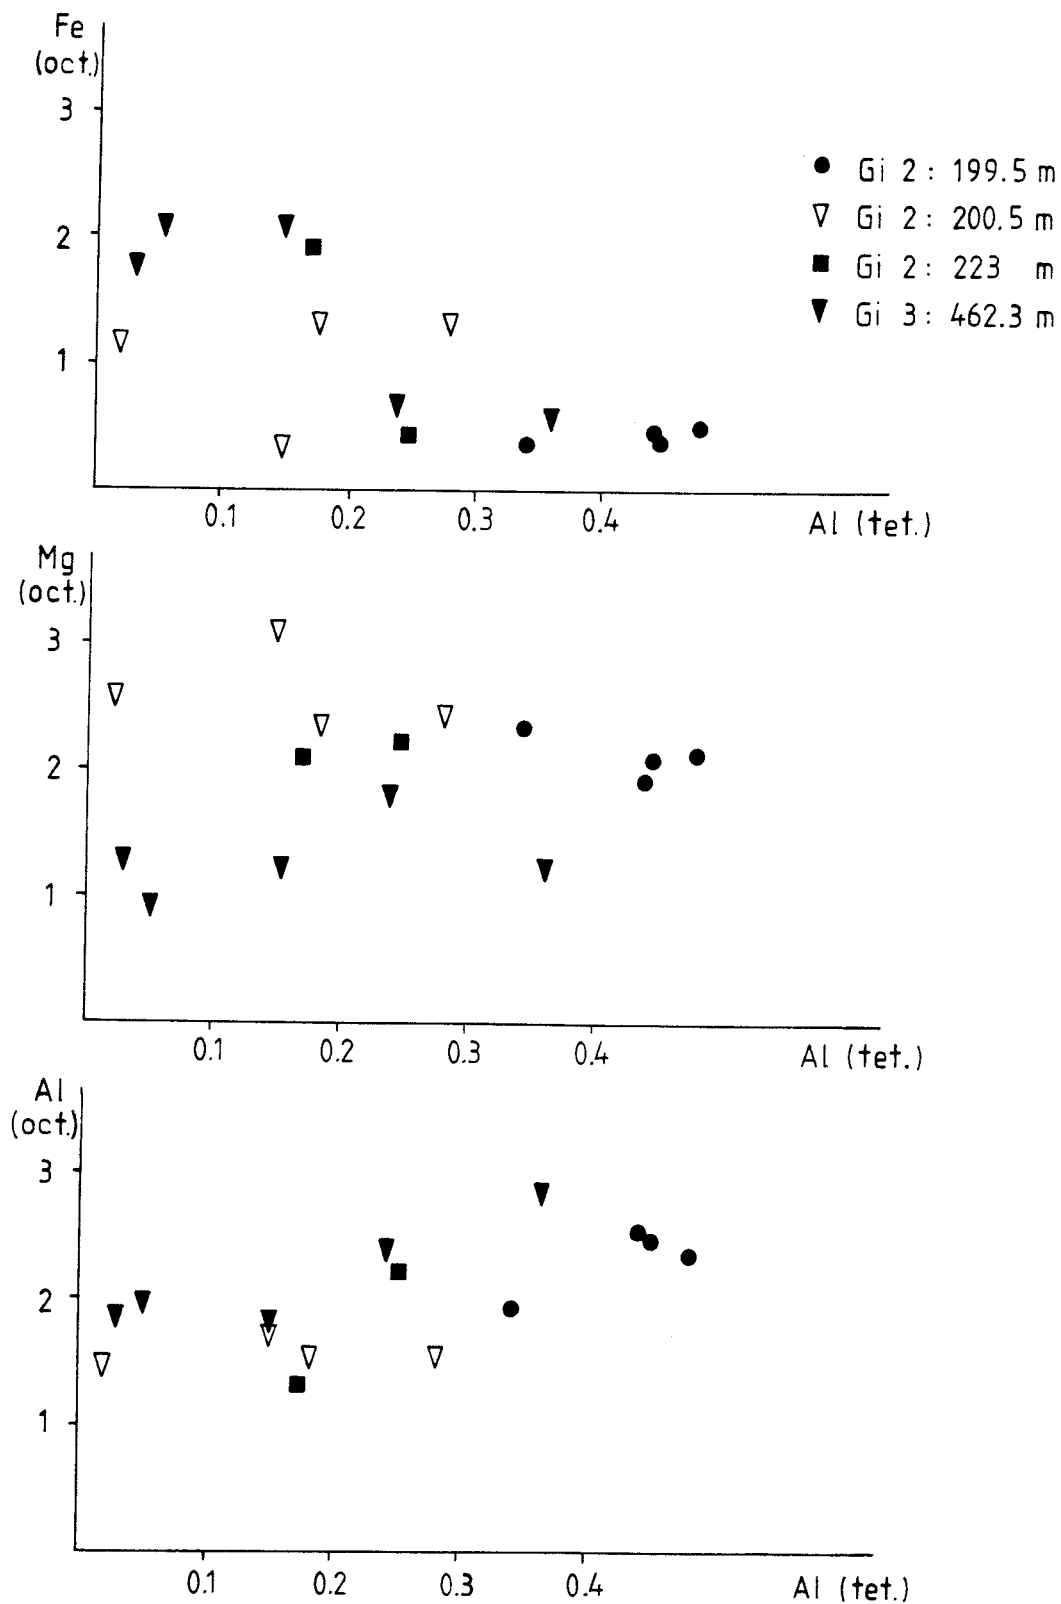 Fe
(oct.)
3
2
1
● Gi 2: 199.5 m
▽ Gi 2: 200.5 m
■ Gi 2: 223 m
▼ Gi 3: 462.3 m
0.1 0.2 0.3 0.4 Al (tet.)
Mg
(oct.)
3
2
1
0.1 0.2 0.3 0.4 Al (tet.)
Al
(oct.)
3
2
1
0.1 0.2 0.3 0.4 Al (tet.)